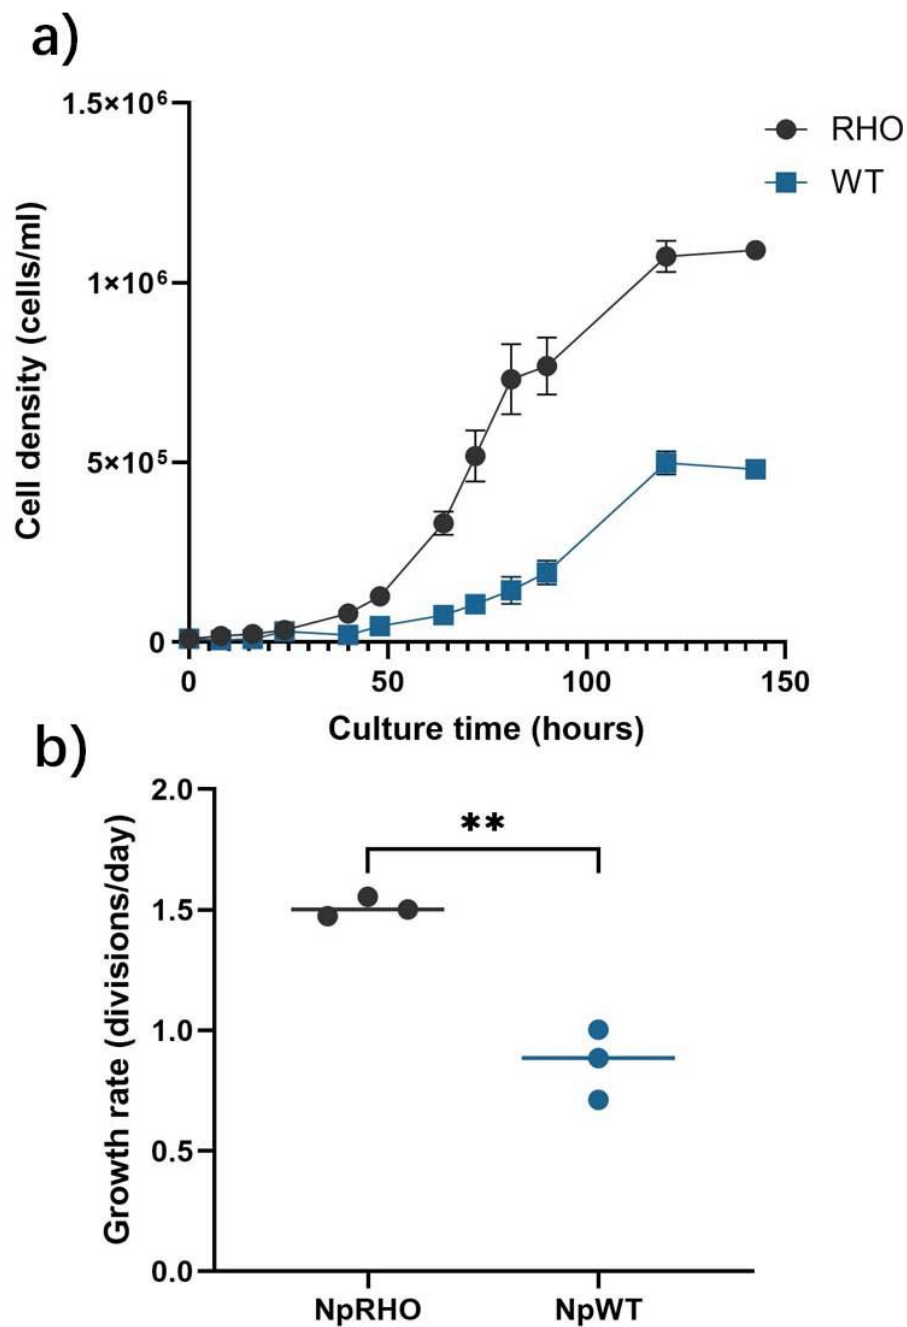 a)
1.5×10⁶
RHO
WT
1×10⁶
5×10⁵
0
Cell density (cells/ml)
0 50 100 150
Culture time (hours)
b)
2.0
**
1.5
1.0
0.5
0.0
Growth rate (divisions/day)
NpRHO NpWT